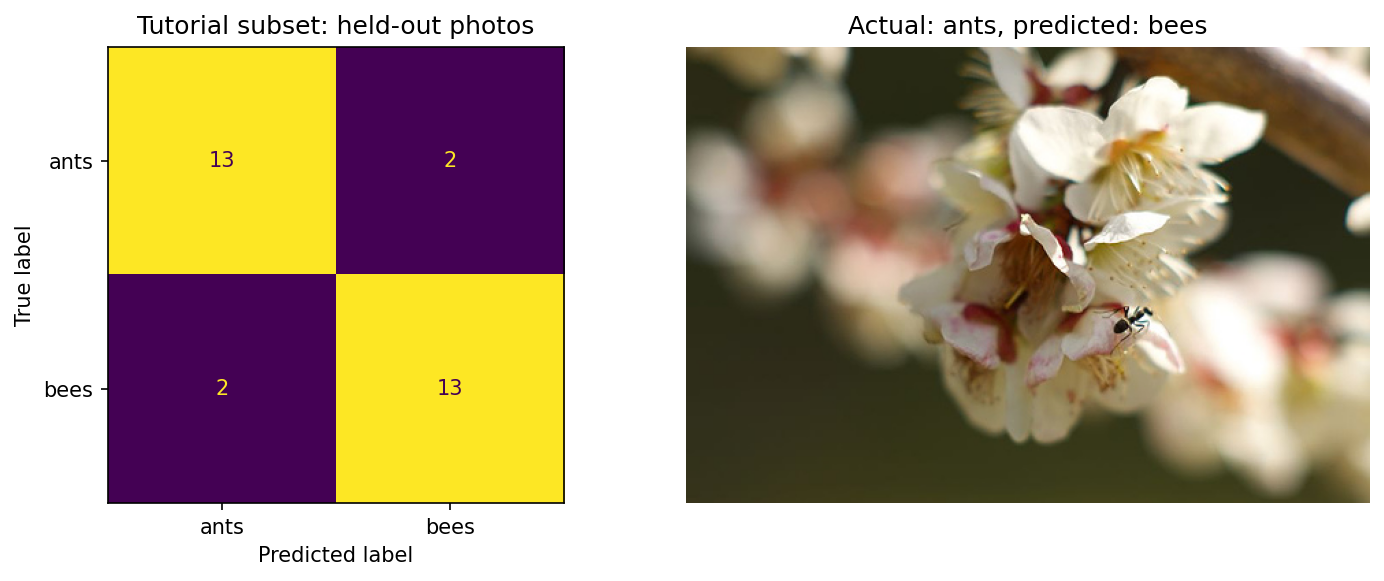 Tutorial subset: held-out photos
True label
ants
13
2
bees
2
13
ants
bees
Predicted label
Actual: ants, predicted: bees